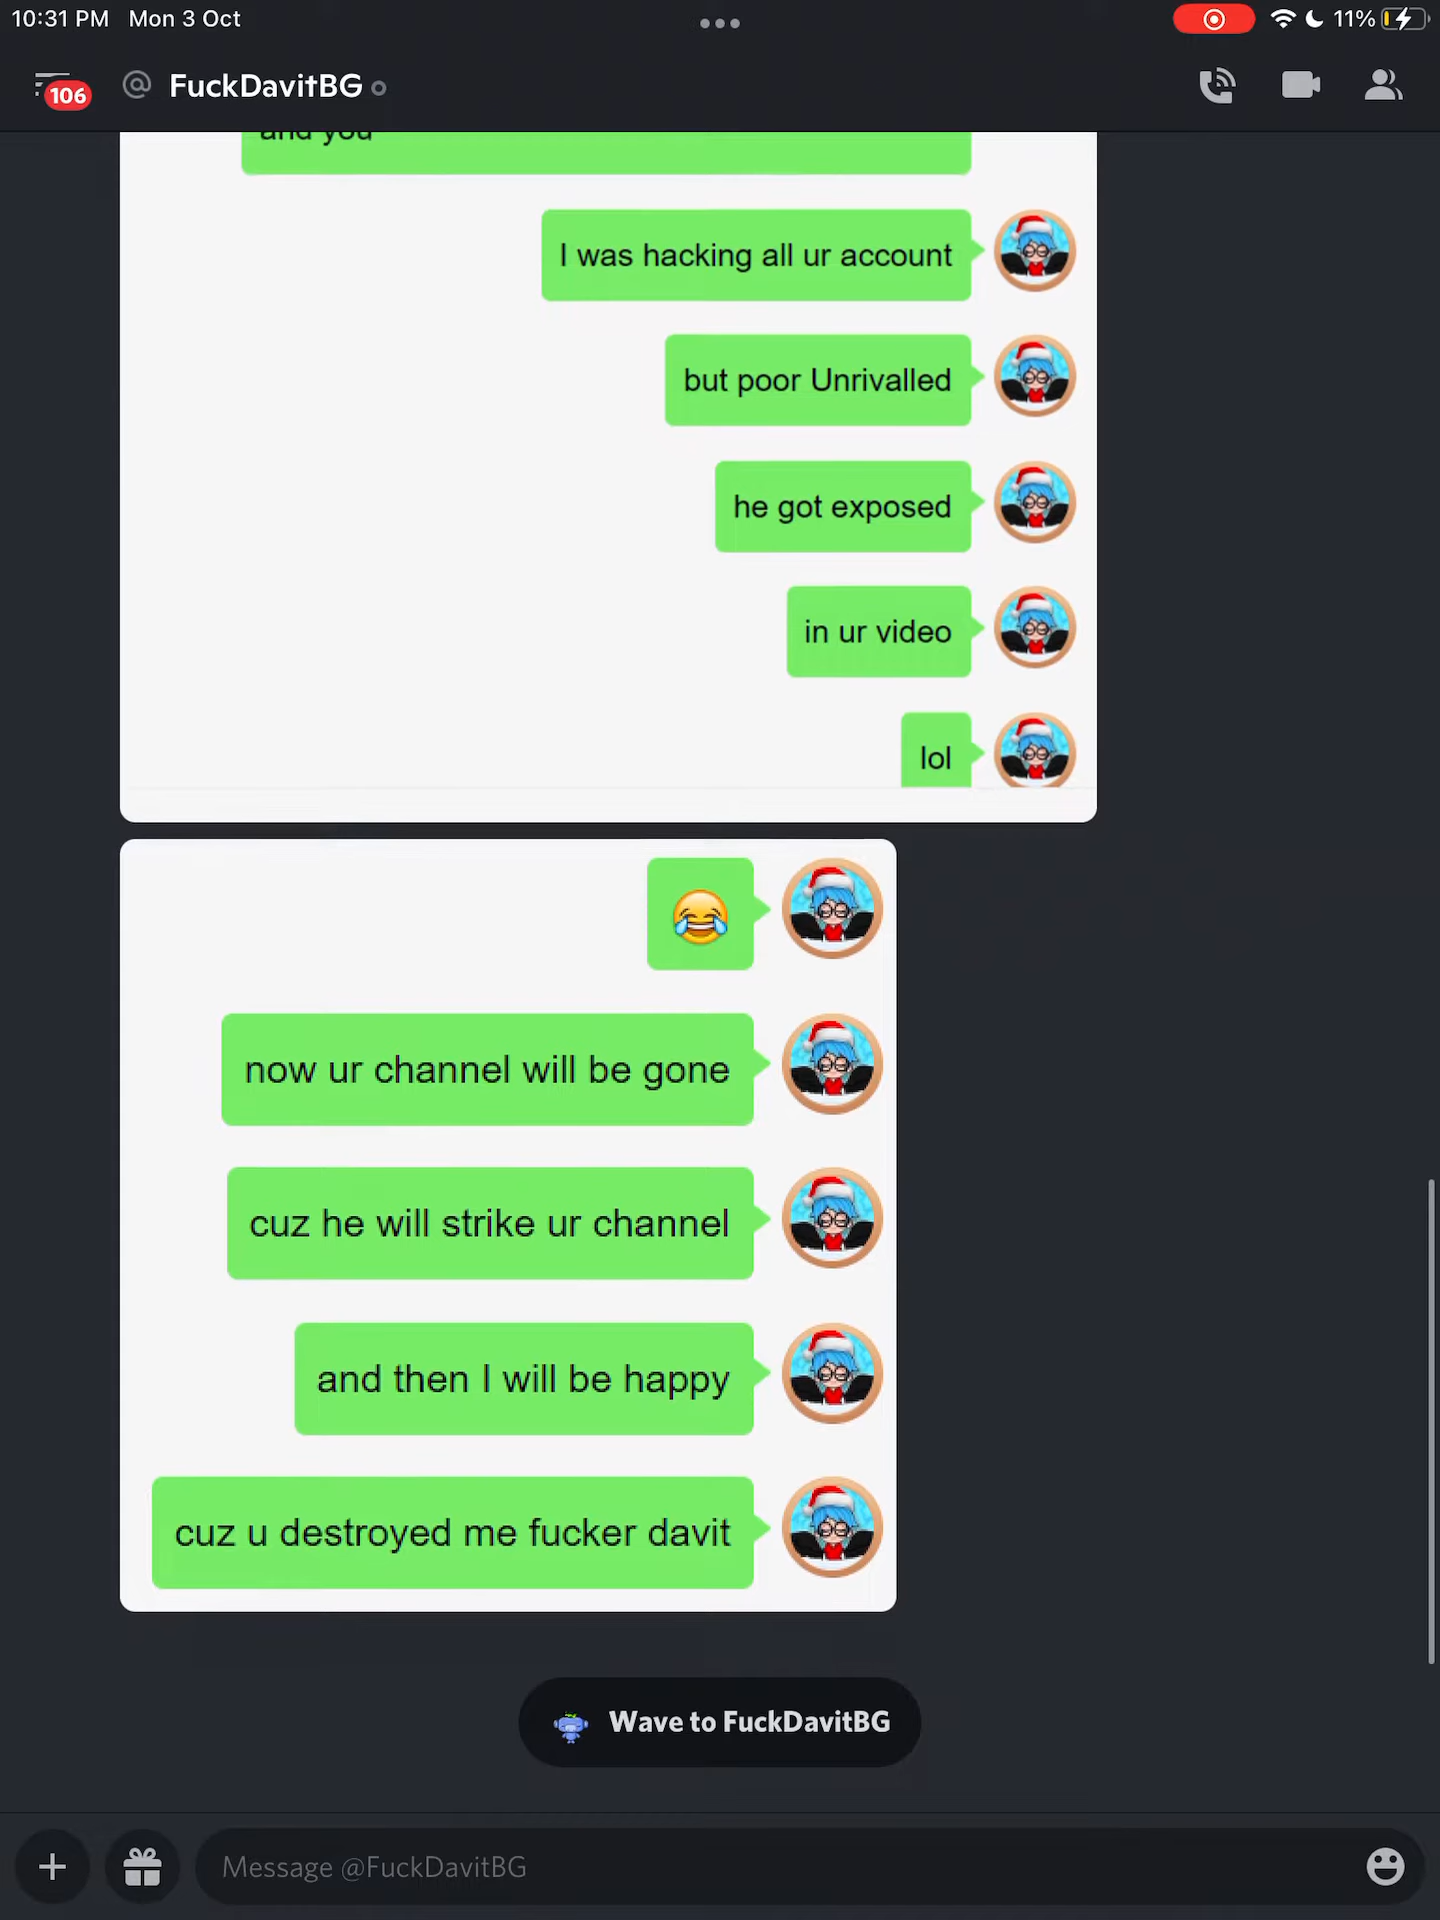 10:31 PM Mon 3 Oct
11%
106
FuckDavitBG
and you
I was hacking all ur account
but poor Unrivalled
he got exposed
in ur video
lol
now ur channel will be gone
cuz he will strike ur channel
and then I will be happy
cuz u destroyed me fucker davit
Wave to FuckDavitBG
Message @FuckDavitBG